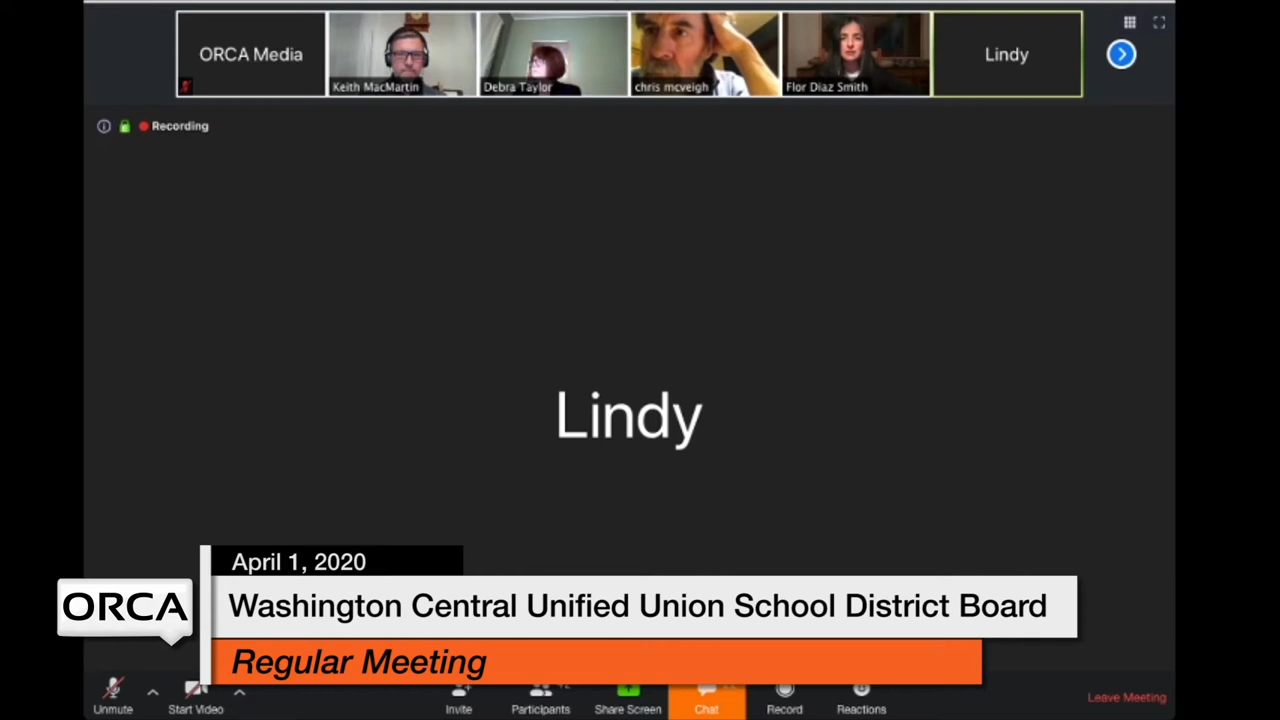 ORCA Media
Keith MacMartin
Debra Taylor
chris mcveigh
Flor Diaz Smith
Lindy
Recording
Lindy
April 1, 2020
ORCA
Washington Central Unified Union School District Board
Regular Meeting
Unmute
Start Video
Invite
Participants
Share Screen
Chat
Record
Reactions
Leave Meeting